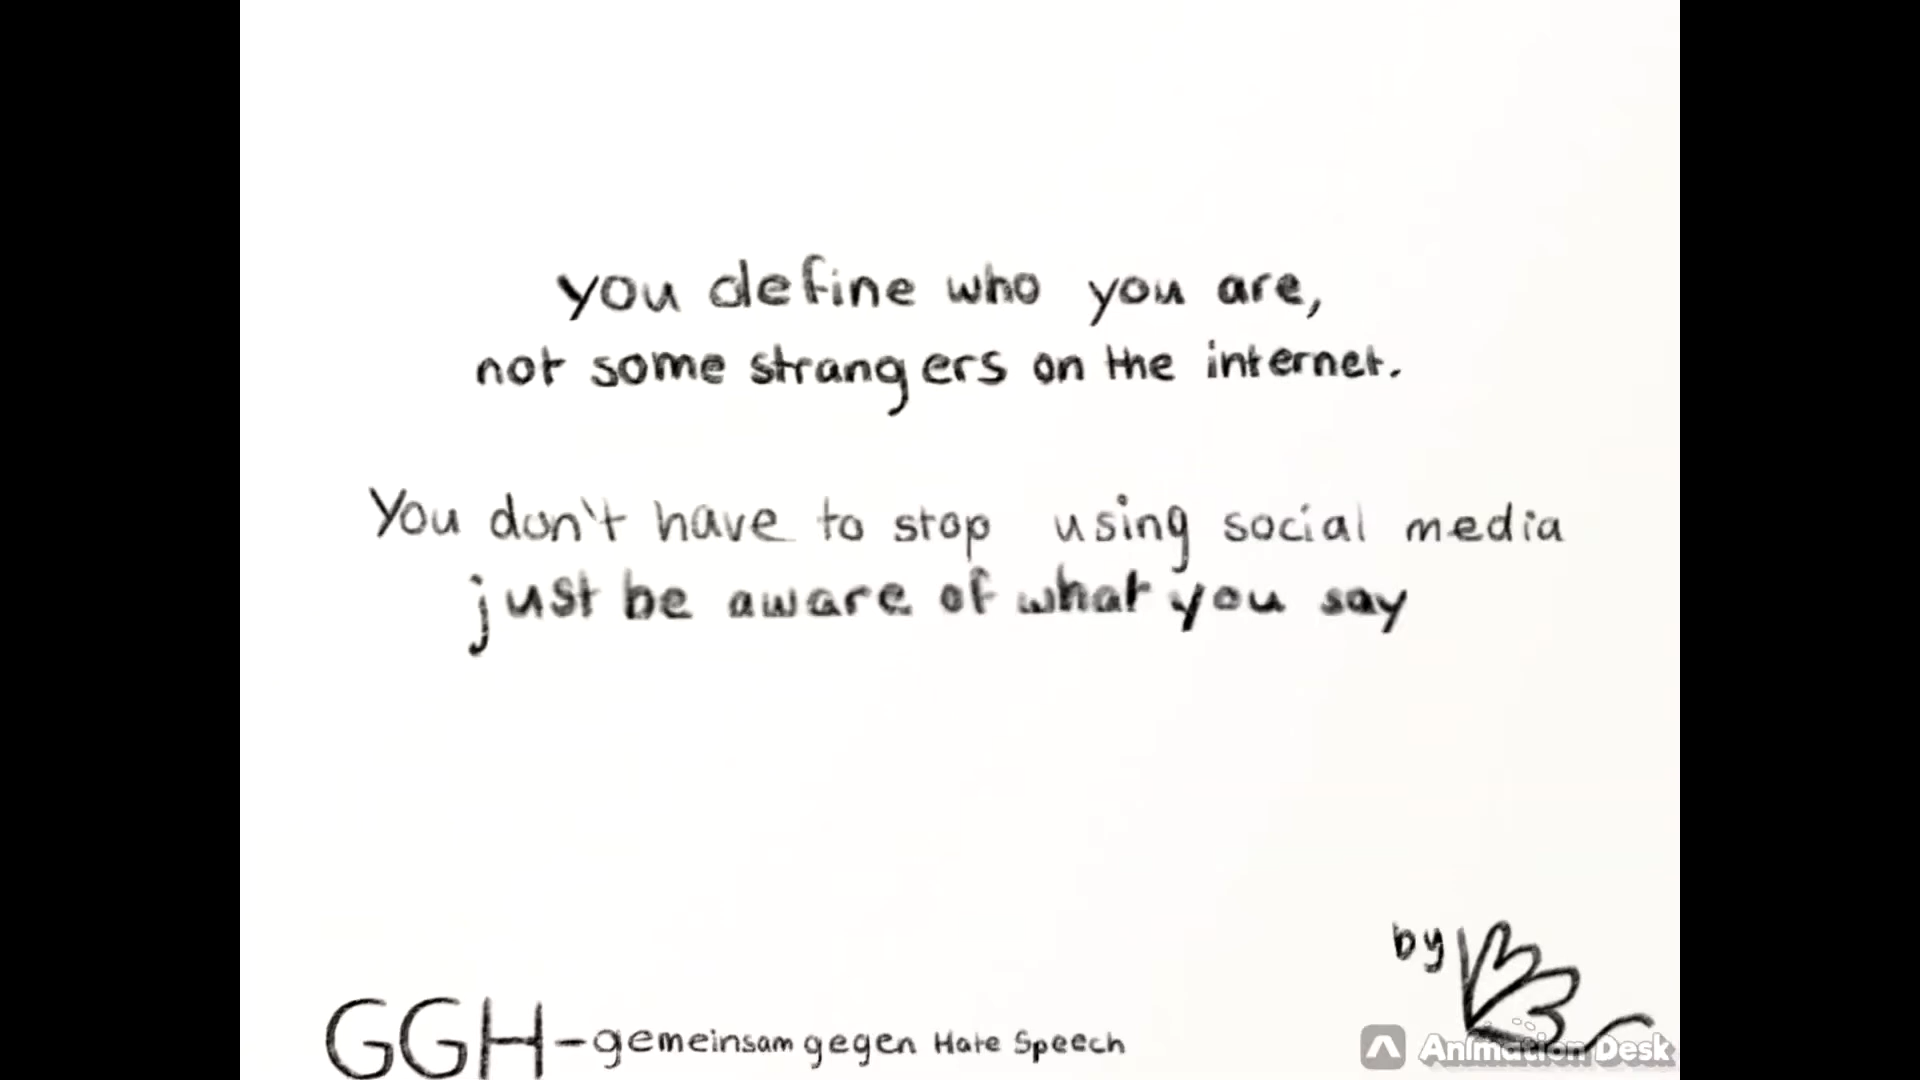 you define who you are,
not some strangers on the internet.
You don't have to stop using social media
just be aware of what you say
by
GGH-gemeinsam gegen Hate Speech
Animation Desk